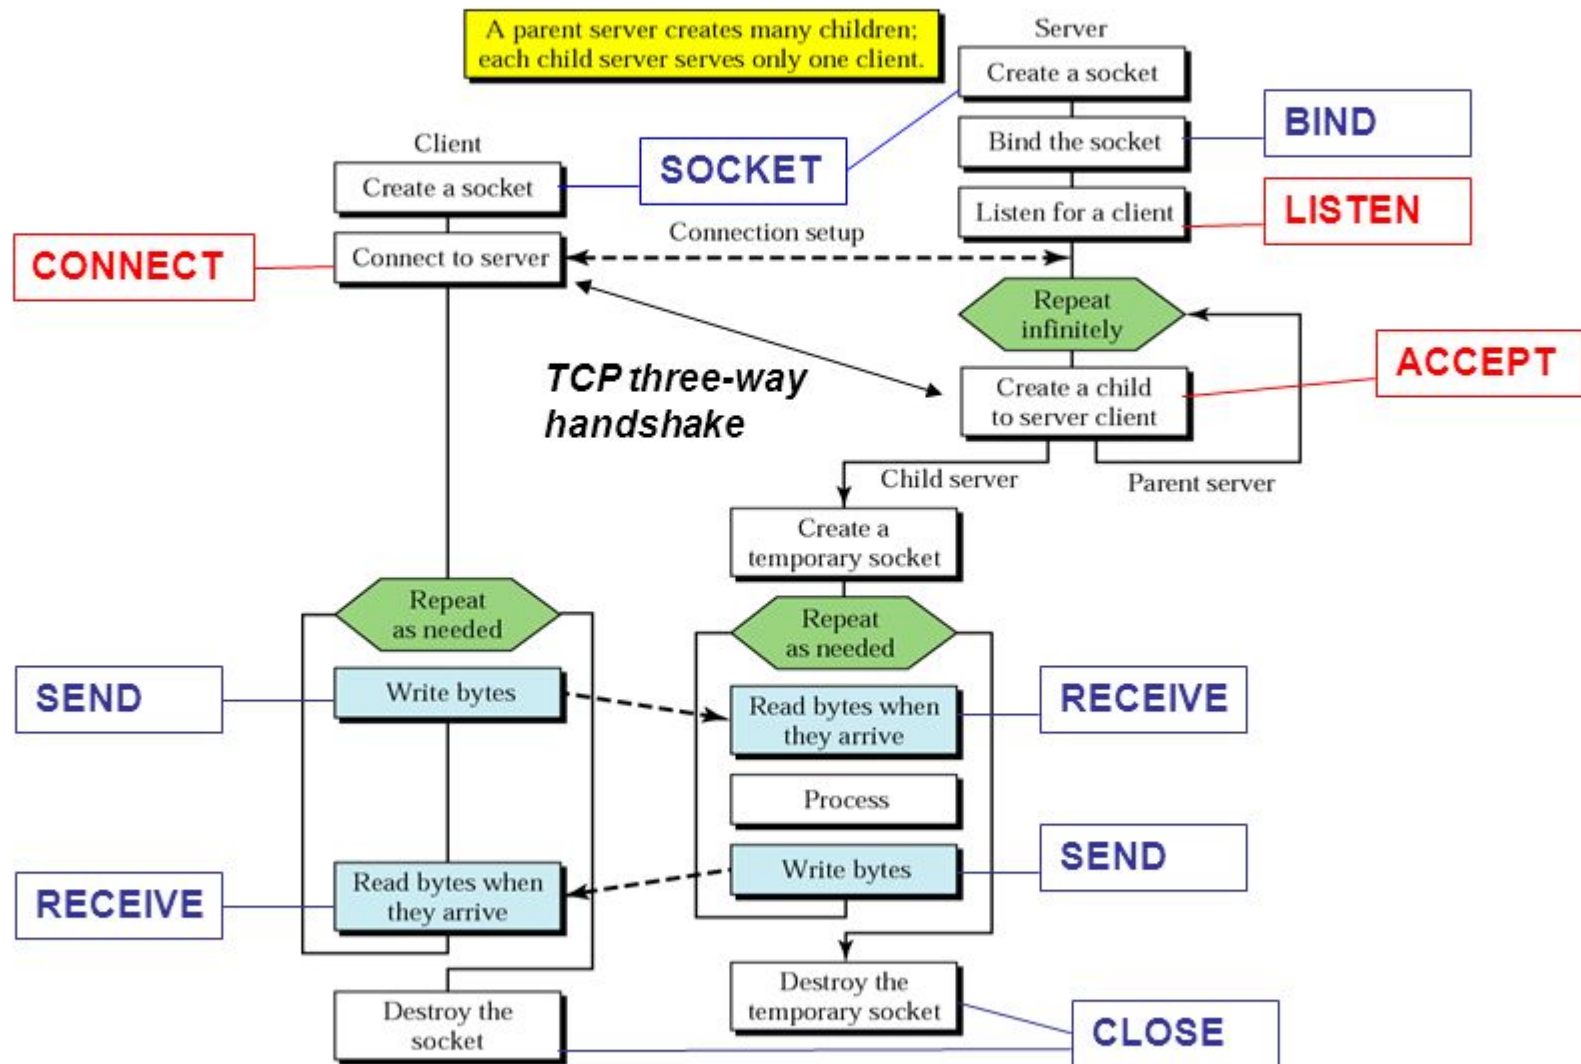 A parent server creates many children;
each child server serves only one client.
Server
Create a socket
BIND
Bind the socket
Client
SOCKET
Create a socket
Listen for a client
LISTEN
Connection setup
CONNECT
Connect to server
Repeat
infinitely
ACCEPT
TCP three-way
handshake
Create a child
to server client
Child server
Parent server
Create a
temporary socket
Repeat
as needed
Repeat
as needed
SEND
Write bytes
Read bytes when
they arrive
RECEIVE
Process
RECEIVE
Read bytes when
they arrive
Write bytes
SEND
Destroy the
socket
Destroy the
temporary socket
CLOSE